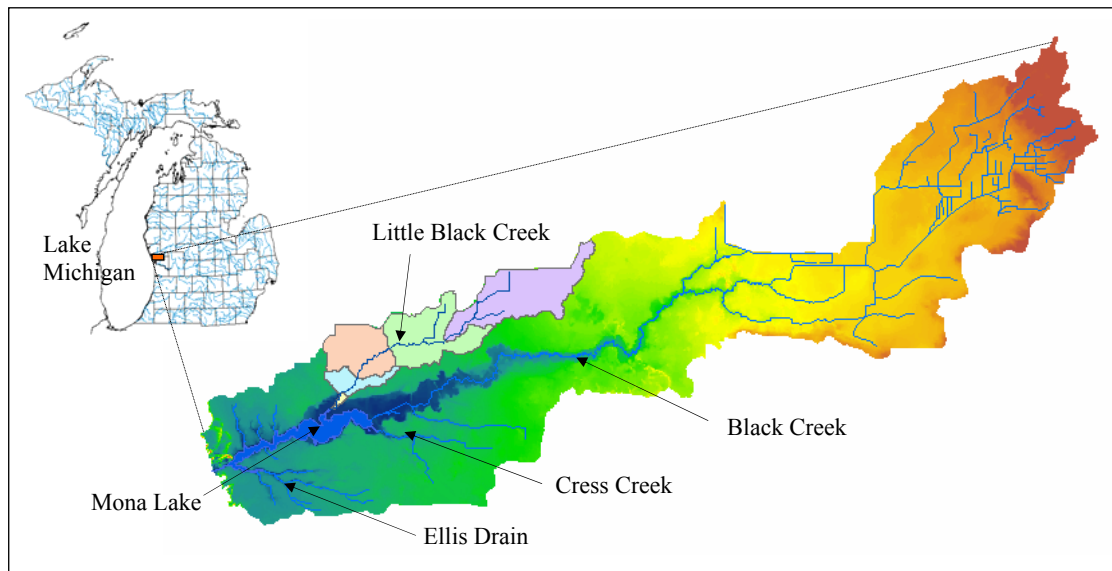 Little Black Creek
Lake
Michigan
Black Creek
Cress Creek
Mona Lake
Ellis Drain